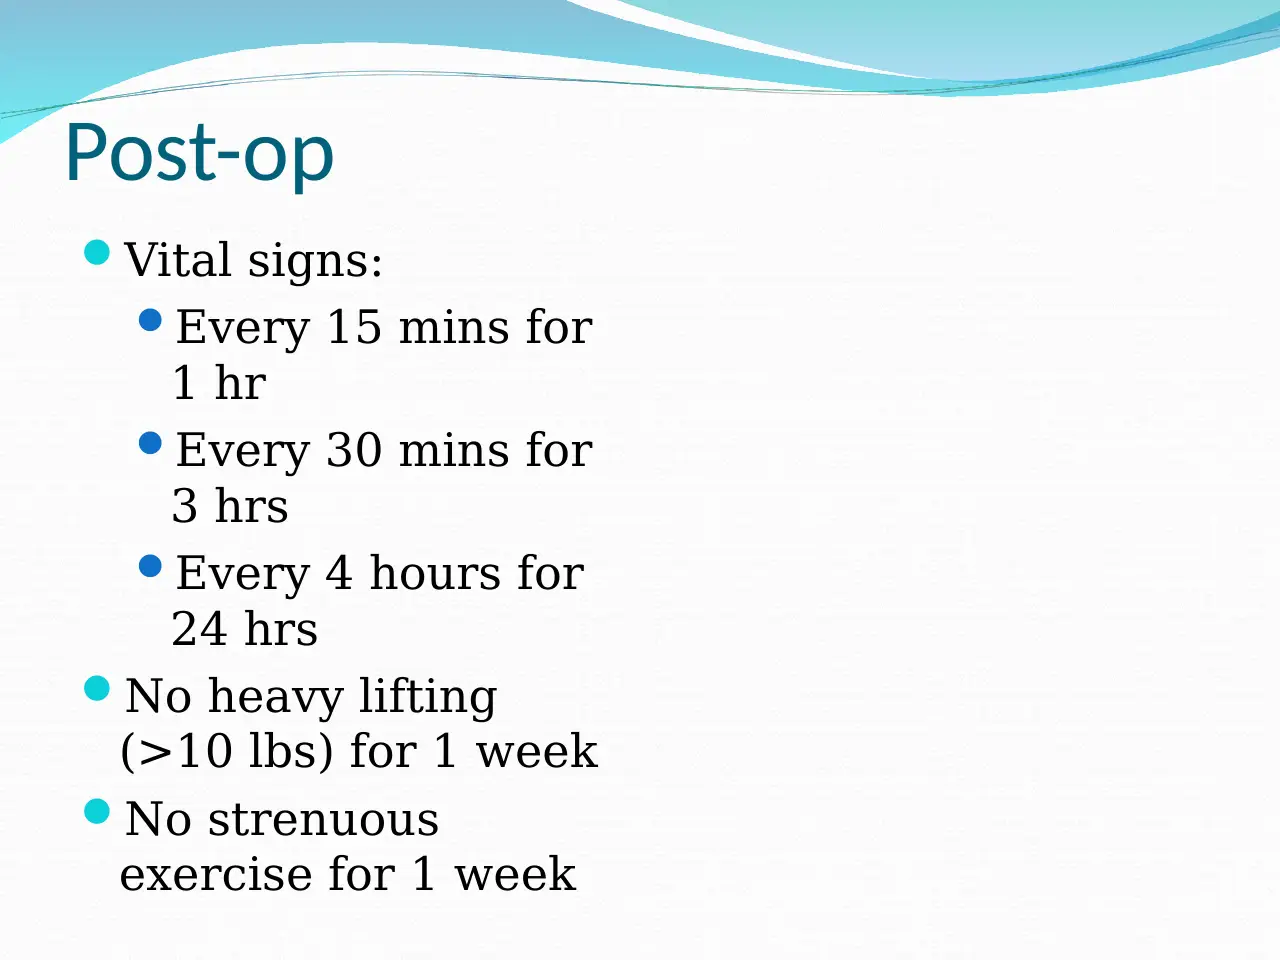 Post-op
Vital signs:
Every 15 mins for
1 hr
Every 30 mins for
3 hrs
Every 4 hours for
24 hrs
No heavy lifting
(>10 lbs) for 1 week
No strenuous
exercise for 1 week